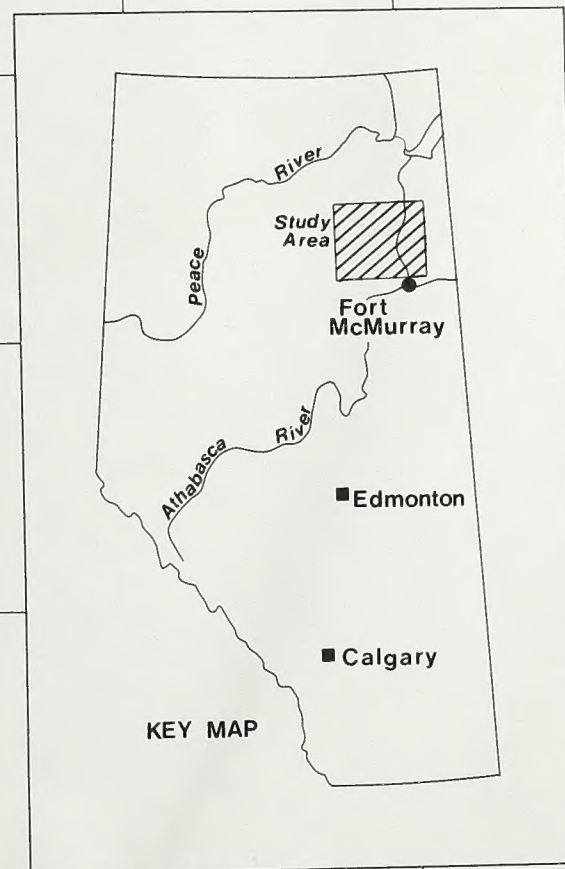 Peace River
Study
Area
Fort
McMurray
Athabasca River
Edmonton
Calgary
KEY MAP